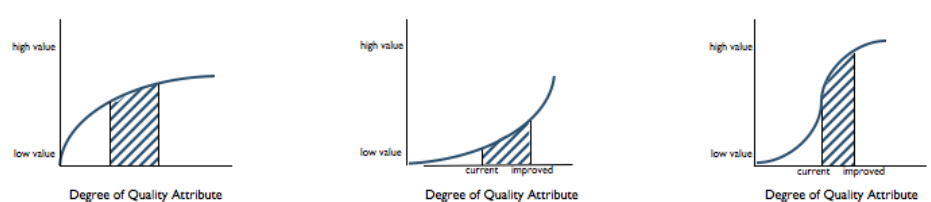 high value
low value
Degree of Quality Attribute
high value
low value
current improved
Degree of Quality Attribute
high value
low value
current improved
Degree of Quality Attribute